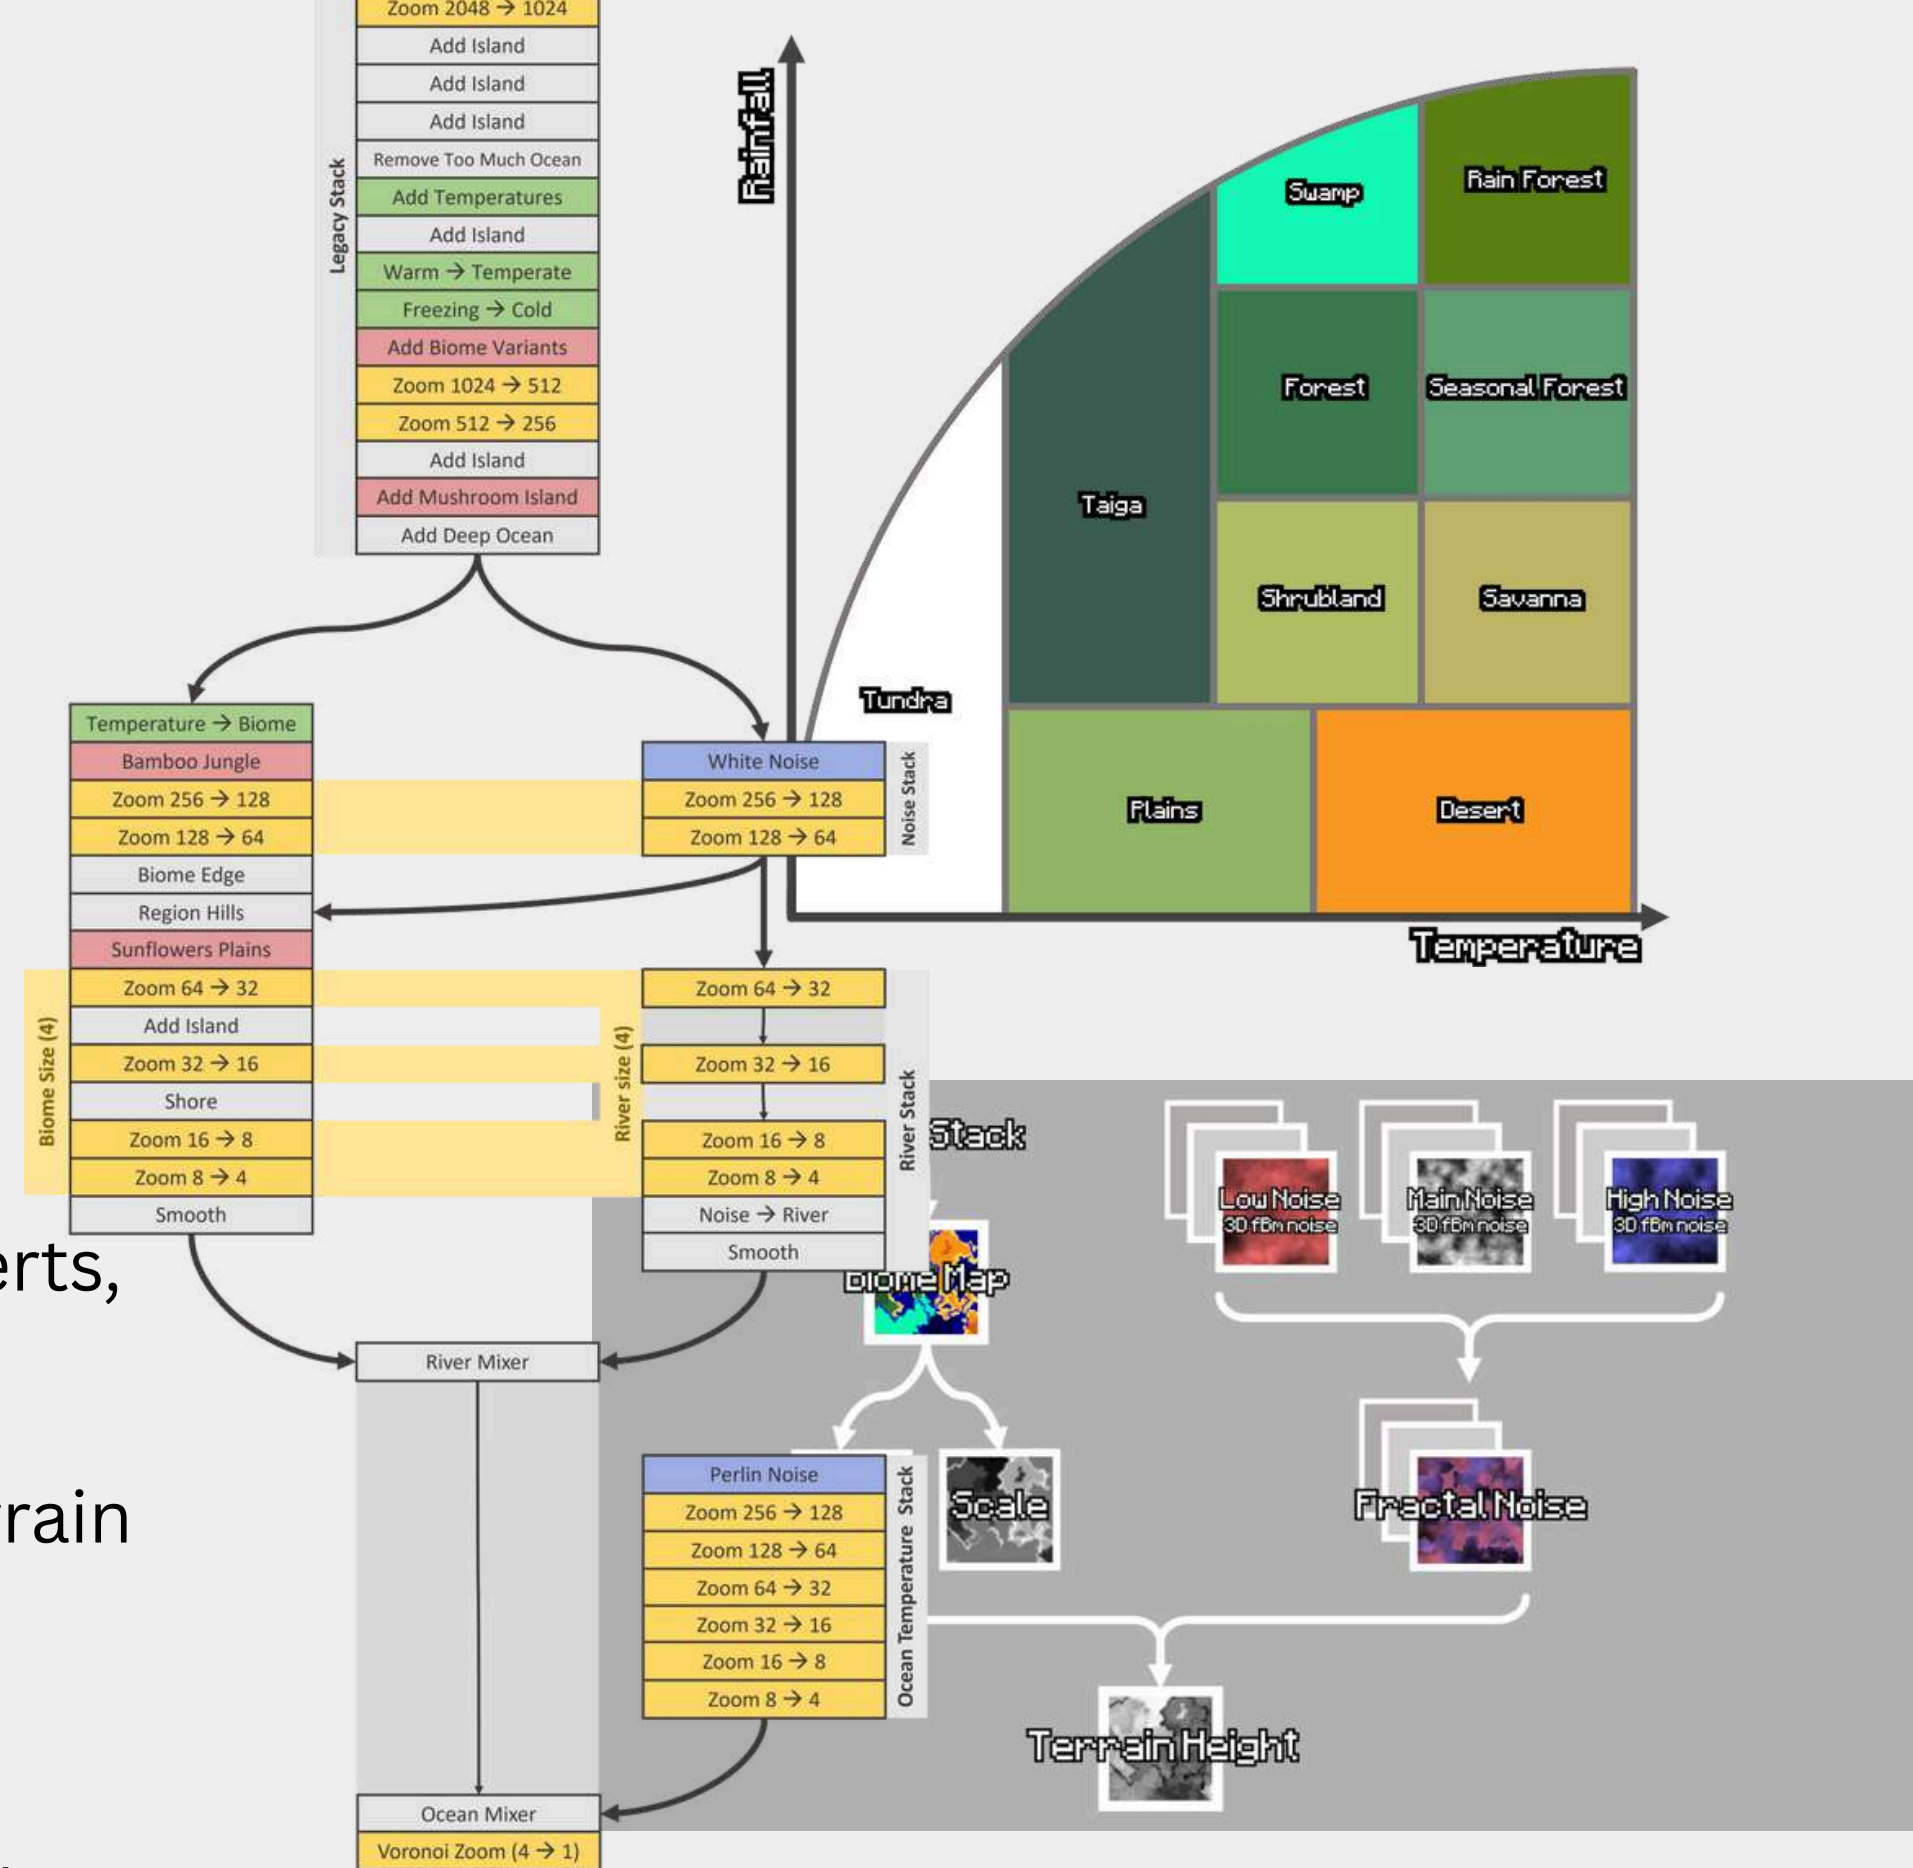 Zoom 2048 → 1024
Add Island
Add Island
Add Island
Remove Too Much Ocean
Add Temperatures
Add Island
Warm → Temperate
Freezing → Cold
Add Biome Variants
Zoom 1024 → 512
Zoom 512 → 256
Add Island
Add Mushroom Island
Add Deep Ocean
Legacy Stack
Rainfall
Swamp
Rain Forest
Forest
Seasonal Forest
Taiga
Shrubland
Savanna
Tundra
Plains
Desert
Temperature
Temperature → Biome
Bamboo Jungle
Zoom 256 → 128
Zoom 128 → 64
Biome Edge
Region Hills
Sunflowers Plains
Zoom 64 → 32
Add Island
Zoom 32 → 16
Shore
Zoom 16 → 8
Zoom 8 → 4
Smooth
Biome Size (4)
White Noise
Zoom 256 → 128
Zoom 128 → 64
Noise Stack
Zoom 64 → 32
Zoom 32 → 16
Zoom 16 → 8
Zoom 8 → 4
Noise → River
Smooth
River size (4)
River Stack
Stack
Biome Map
Low Noise
3D fBm noise
Main Noise
3D fBm noise
High Noise
3D fBm noise
erts,
River Mixer
rain
Perlin Noise
Zoom 256 → 128
Zoom 128 → 64
Zoom 64 → 32
Zoom 32 → 16
Zoom 16 → 8
Zoom 8 → 4
Ocean Temperature Stack
Scale
Fractal Noise
Terrain Height
Ocean Mixer
Voronoi Zoom (4 → 1)